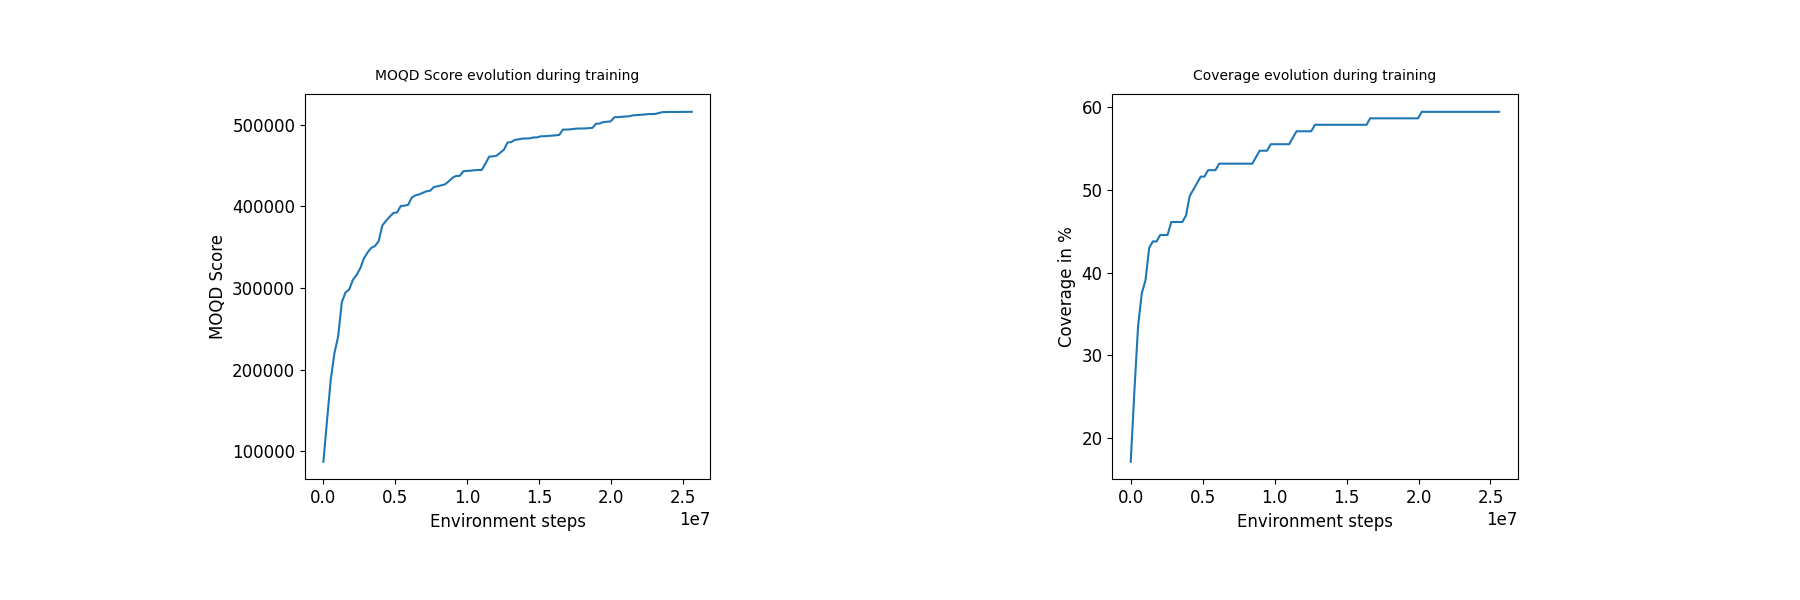 MOQD Score evolution during training
MOQD Score
500000
400000
300000
200000
100000
0.0 0.5 1.0 1.5 2.0 2.5
1e7
Environment steps
Coverage evolution during training
Coverage in %
60
50
40
30
20
0.0 0.5 1.0 1.5 2.0 2.5
1e7
Environment steps